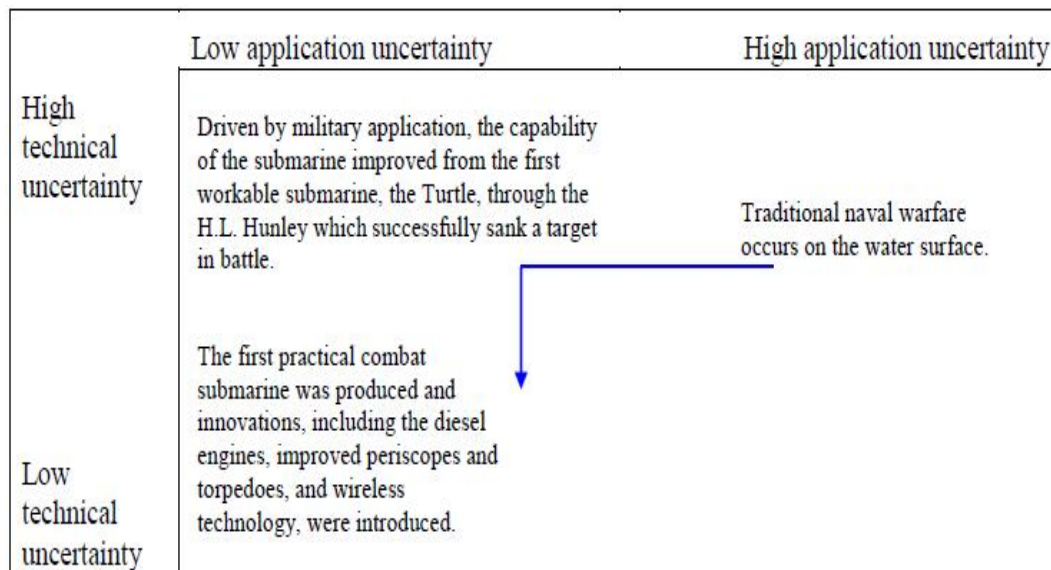 Low application uncertainty
High application uncertainty
High
technical
uncertainty
Driven by military application, the capability
of the submarine improved from the first
workable submarine, the Turtle, through the
H.L. Hunley which successfully sank a target
in battle.
Traditional naval warfare
occurs on the water surface.
Low
technical
uncertainty
The first practical combat
submarine was produced and
innovations, including the diesel
engines, improved periscopes and
torpedoes, and wireless
technology, were introduced.